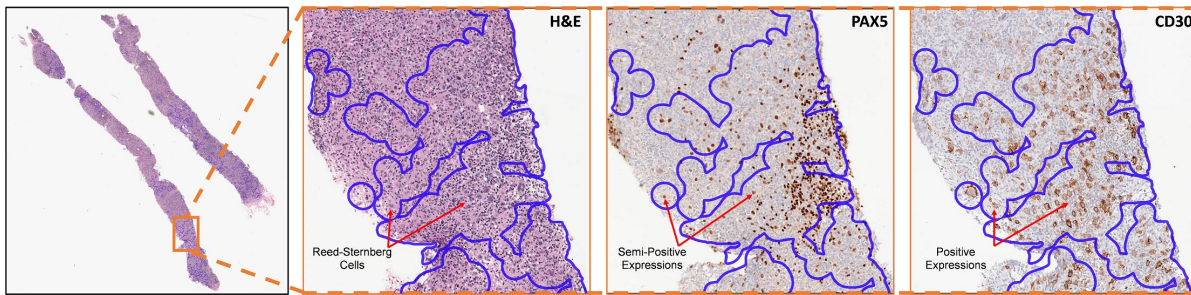 H&E
PAX5
CD30
Reed-Sternberg
Cells
Semi-Positive
Expressions
Positive
Expressions